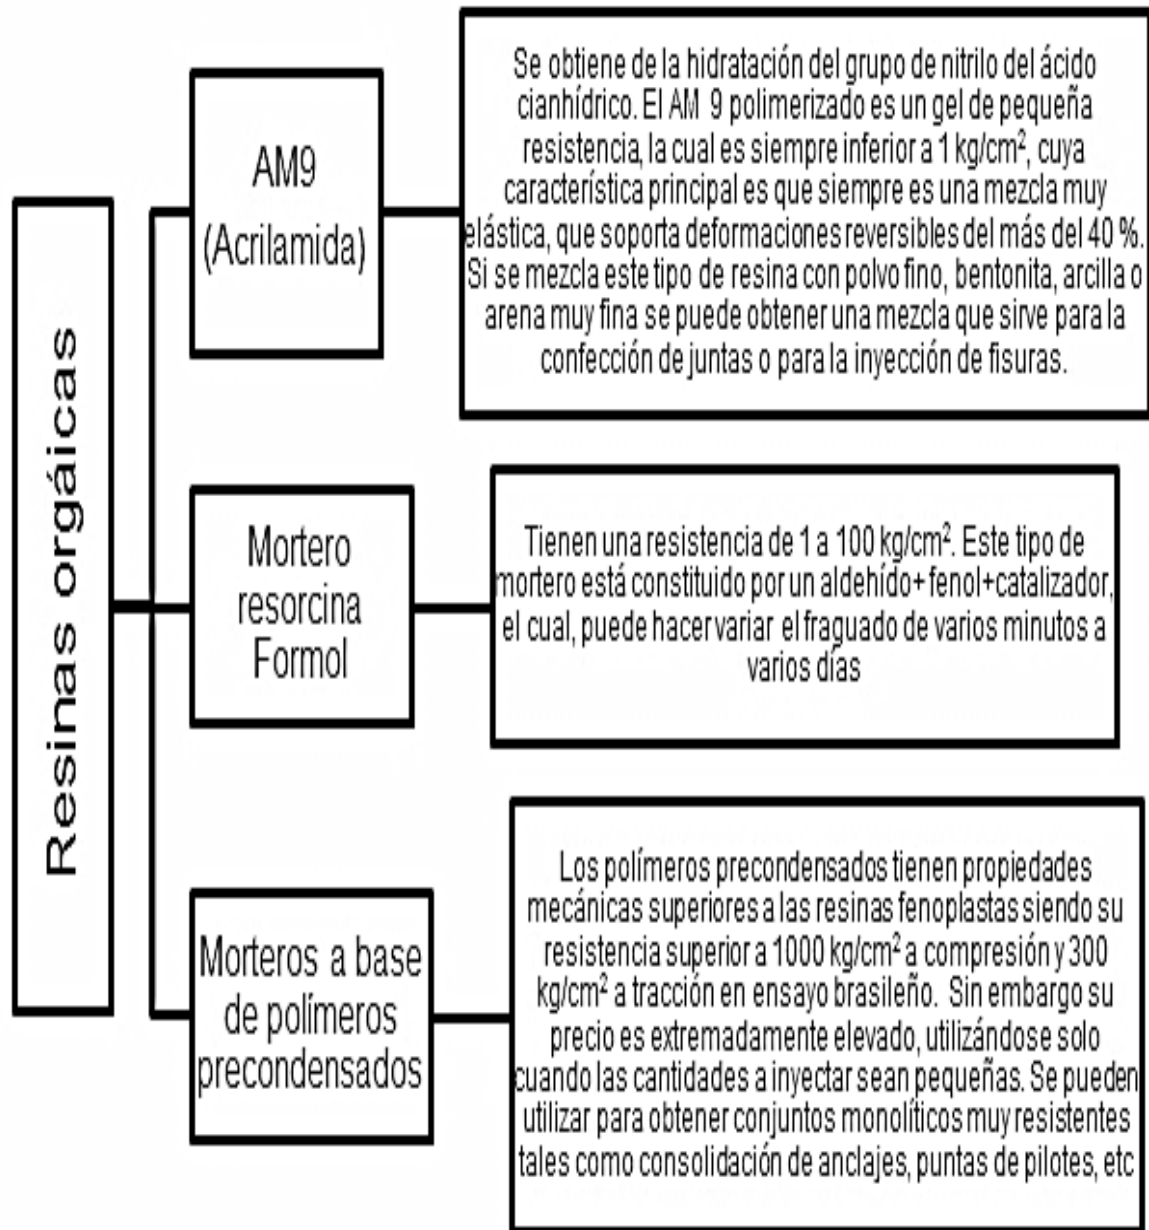 Resinas orgáicas
AM9
(Acrilamida)
Se obtiene de la hidratación del grupo de nitrilo del ácido
cianhídrico. El AM 9 polimerizado es un gel de pequeña
resistencia, la cual es siempre inferior a 1 kg/cm², cuya
característica principal es que siempre es una mezcla muy
elástica, que soporta deformaciones reversibles del más del 40 %.
Si se mezcla este tipo de resina con polvo fino, bentonita, arcilla o
arena muy fina se puede obtener una mezcla que sirve para la
confección de juntas o para la inyección de fisuras.
Mortero
resorcina
Formol
Tienen una resistencia de 1 a 100 kg/cm². Este tipo de
mortero está constituido por un aldehído+ fenol+catalizador,
el cual, puede hacer variar el fraguado de varios minutos a
varios días
Morteros a base
de polímeros
precondensados
Los polímeros precondensados tienen propiedades
mecánicas superiores a las resinas fenoplastas siendo su
resistencia superior a 1000 kg/cm² a compresión y 300
kg/cm² a tracción en ensayo brasileño. Sin embargo su
precio es extremadamente elevado, utilizándose solo
cuando las cantidades a inyectar sean pequeñas. Se pueden
utilizar para obtener conjuntos monolíticos muy resistentes
tales como consolidación de anclajes, puntas de pilotes, etc